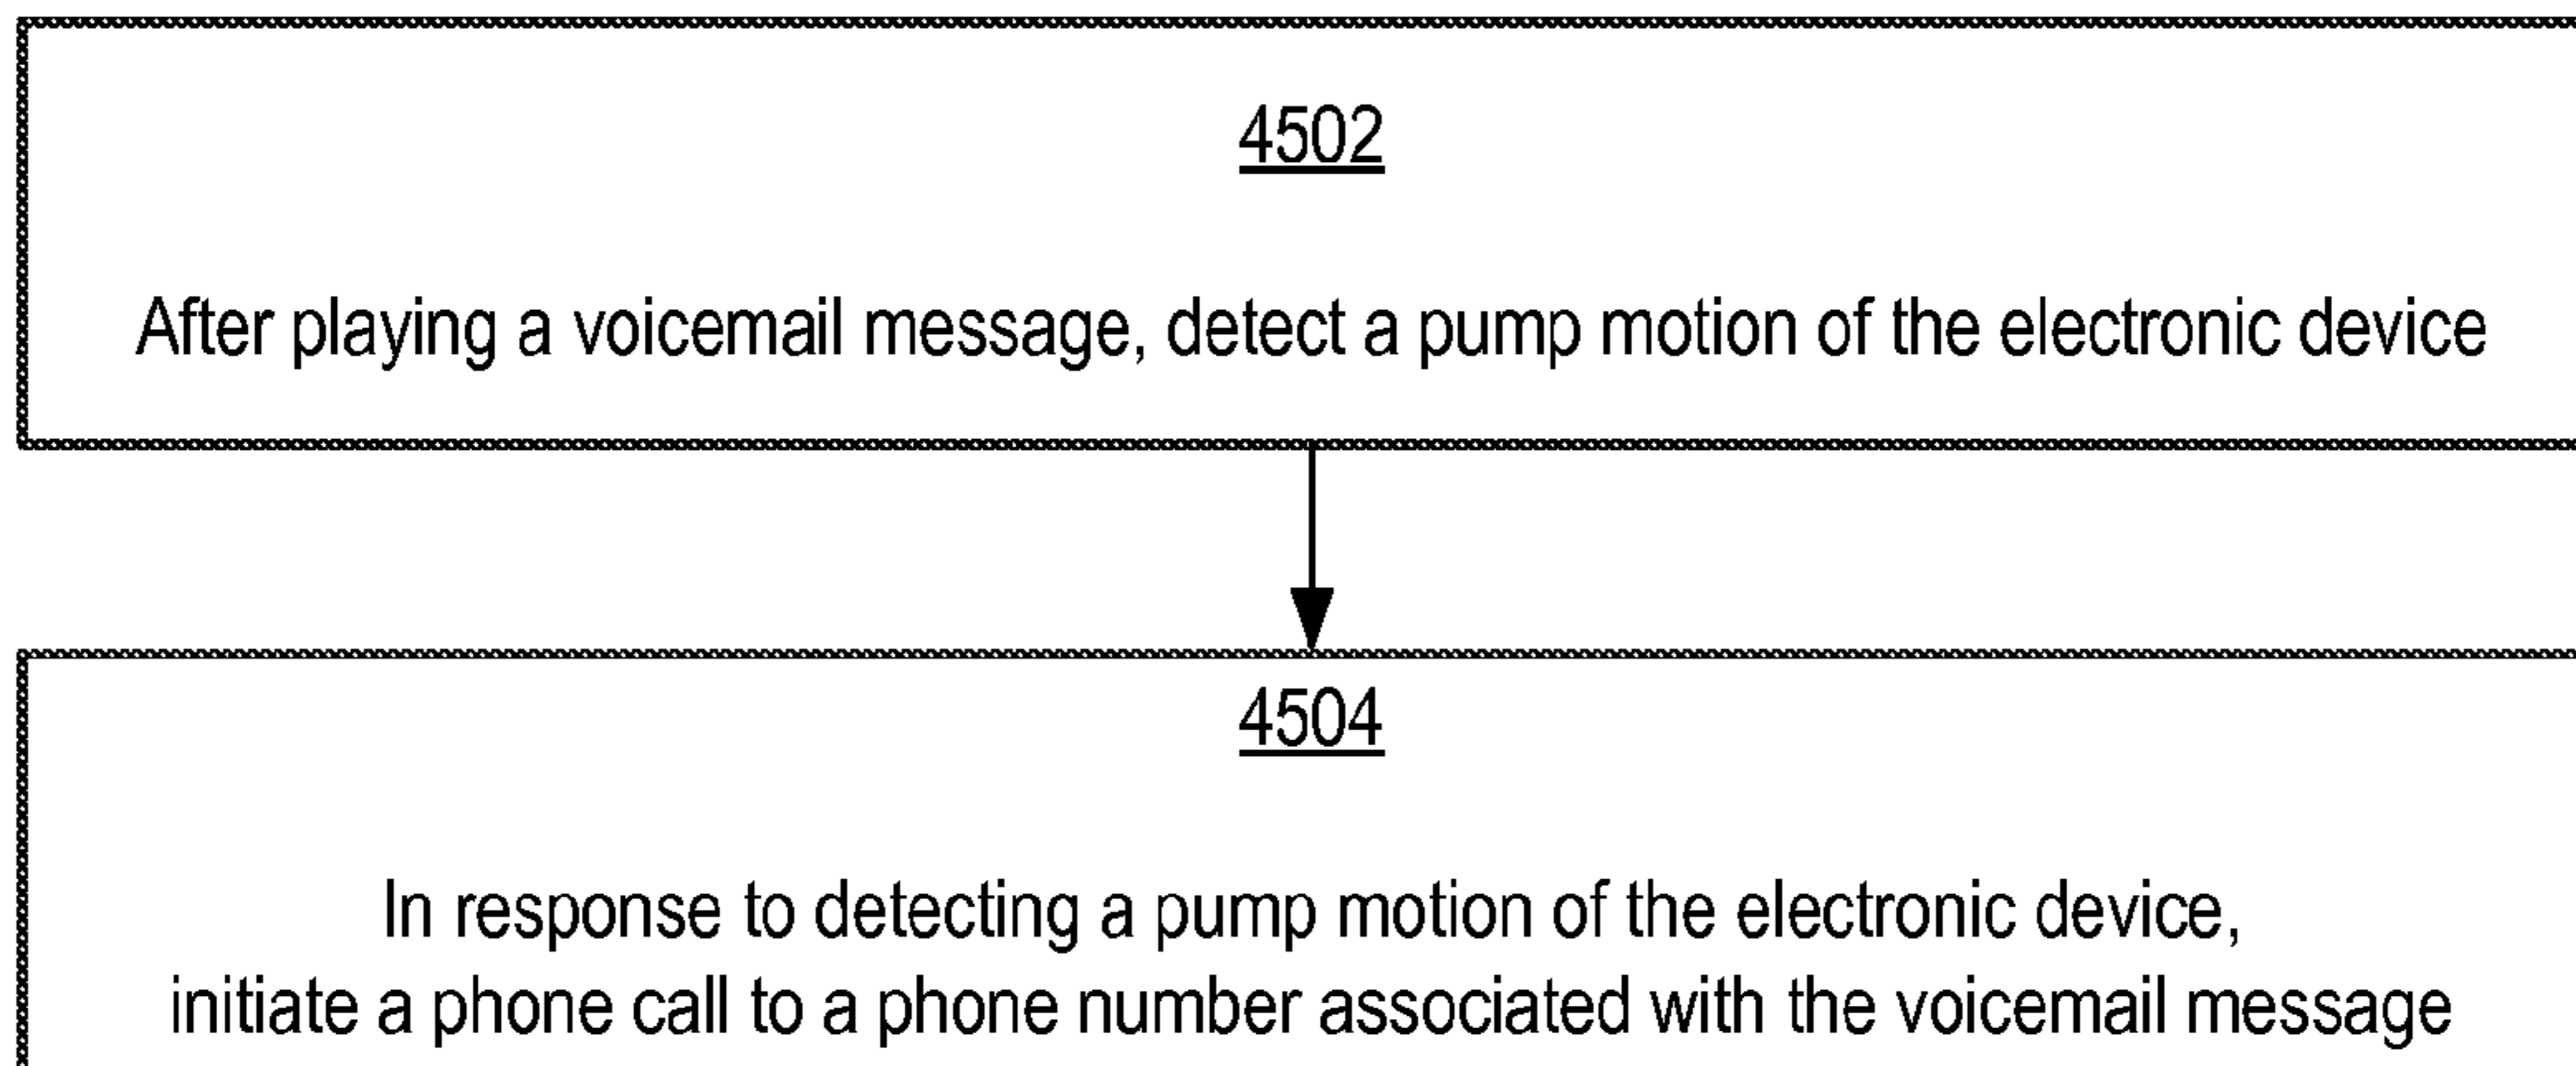 4502
After playing a voicemail message, detect a pump motion of the electronic device
4504
In response to detecting a pump motion of the electronic device,
initiate a phone call to a phone number associated with the voicemail message